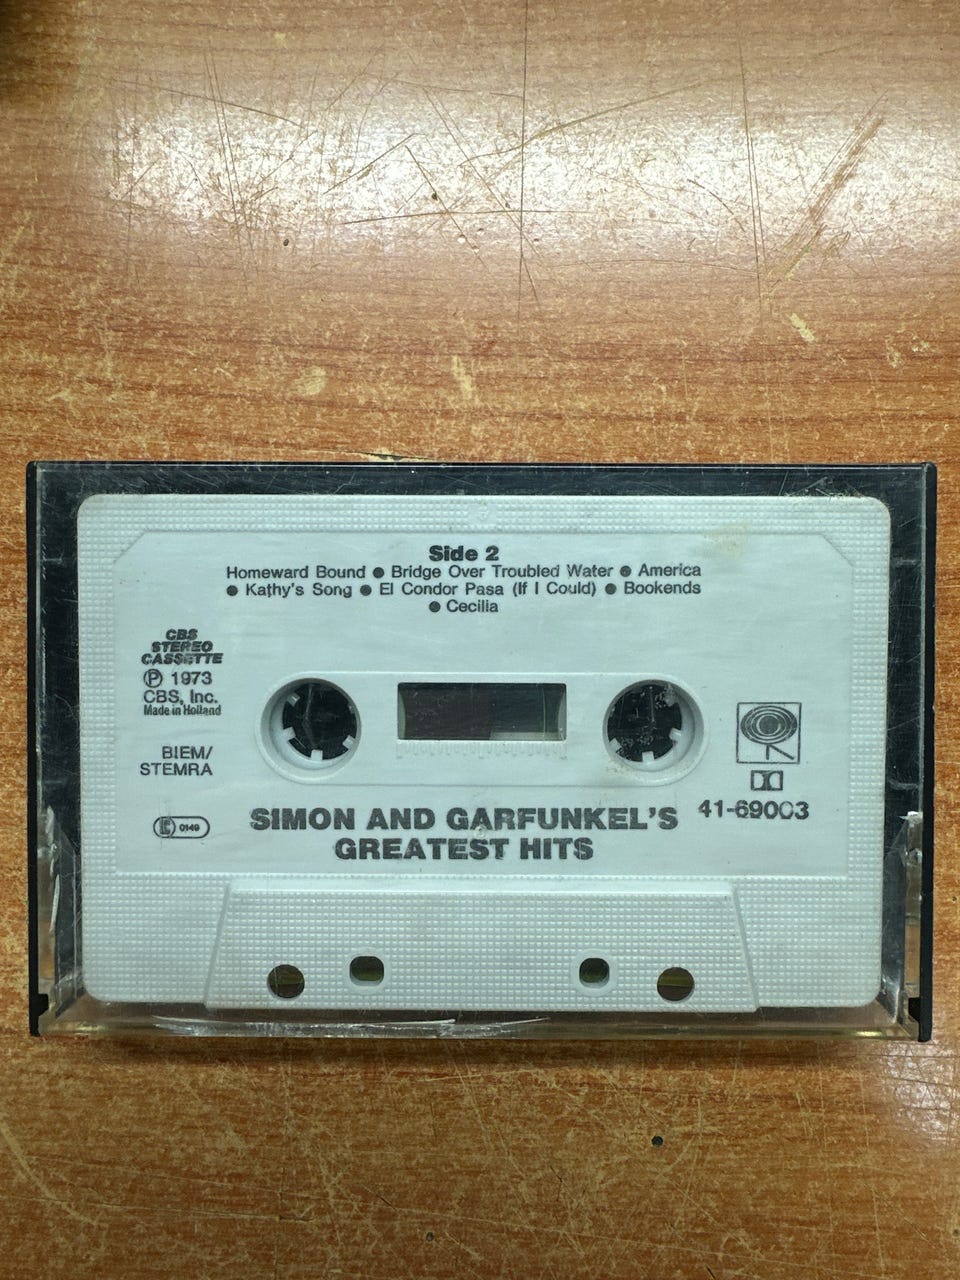 Side 2
Homeward Bound ● Bridge Over Troubled Water ● America
● Kathy's Song ● El Condor Pasa (If I Could) ● Bookends
● Cecilia
CBS
STEREO
CASSETTE
Ⓟ 1973
CBS, Inc.
Made in Holland
BIEM/
STEMRA
0149
41-69003
SIMON AND GARFUNKEL'S
GREATEST HITS